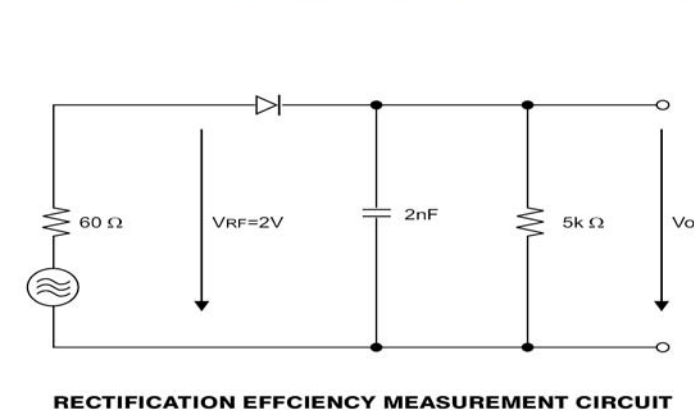 60 Ω
VRF=2V
2nF
5k Ω
Vo
RECTIFICATION EFFCIENCY MEASUREMENT CIRCUIT